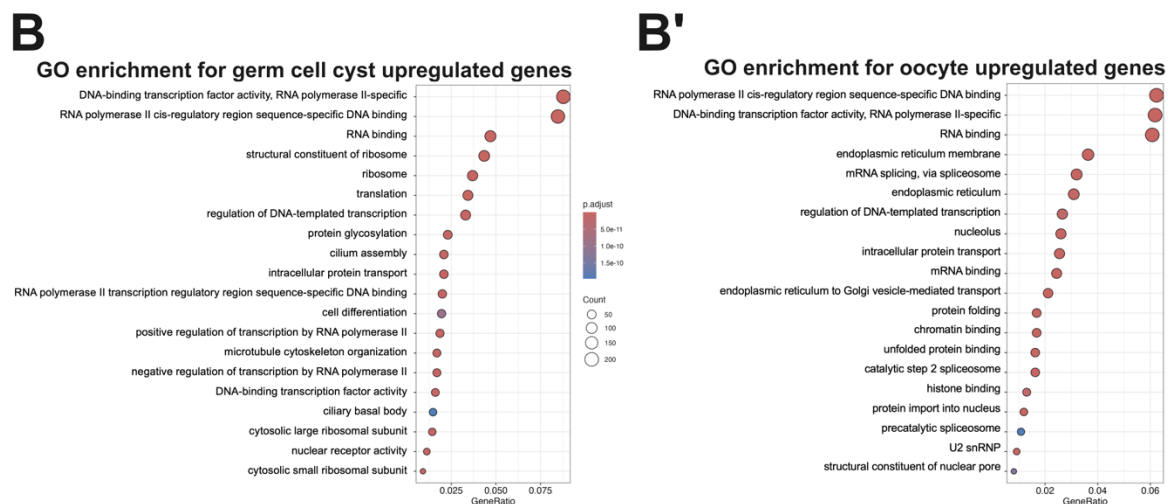 B
GO enrichment for germ cell cyst upregulated genes
DNA-binding transcription factor activity, RNA polymerase II-specific
RNA polymerase II cis-regulatory region sequence-specific DNA binding
RNA binding
structural constituent of ribosome
ribosome
translation
regulation of DNA-templated transcription
protein glycosylation
cilium assembly
intracellular protein transport
RNA polymerase II transcription regulatory region sequence-specific DNA binding
cell differentiation
positive regulation of transcription by RNA polymerase II
microtubule cytoskeleton organization
negative regulation of transcription by RNA polymerase II
DNA-binding transcription factor activity
ciliary basal body
cytosolic large ribosomal subunit
nuclear receptor activity
cytosolic small ribosomal subunit
0.025 0.050 0.075
GeneRatio
p.adjust
5.0e-11
1.0e-10
1.5e-10
Count
50
100
150
200
B'
GO enrichment for oocyte upregulated genes
RNA polymerase II cis-regulatory region sequence-specific DNA binding
DNA-binding transcription factor activity, RNA polymerase II-specific
RNA binding
endoplasmic reticulum membrane
mRNA splicing, via spliceosome
endoplasmic reticulum
regulation of DNA-templated transcription
nucleolus
intracellular protein transport
mRNA binding
endoplasmic reticulum to Golgi vesicle-mediated transport
protein folding
chromatin binding
unfolded protein binding
catalytic step 2 spliceosome
histone binding
protein import into nucleus
precatalytic spliceosome
U2 snRNP
structural constituent of nuclear pore
0.02 0.04 0.06
GeneRatio